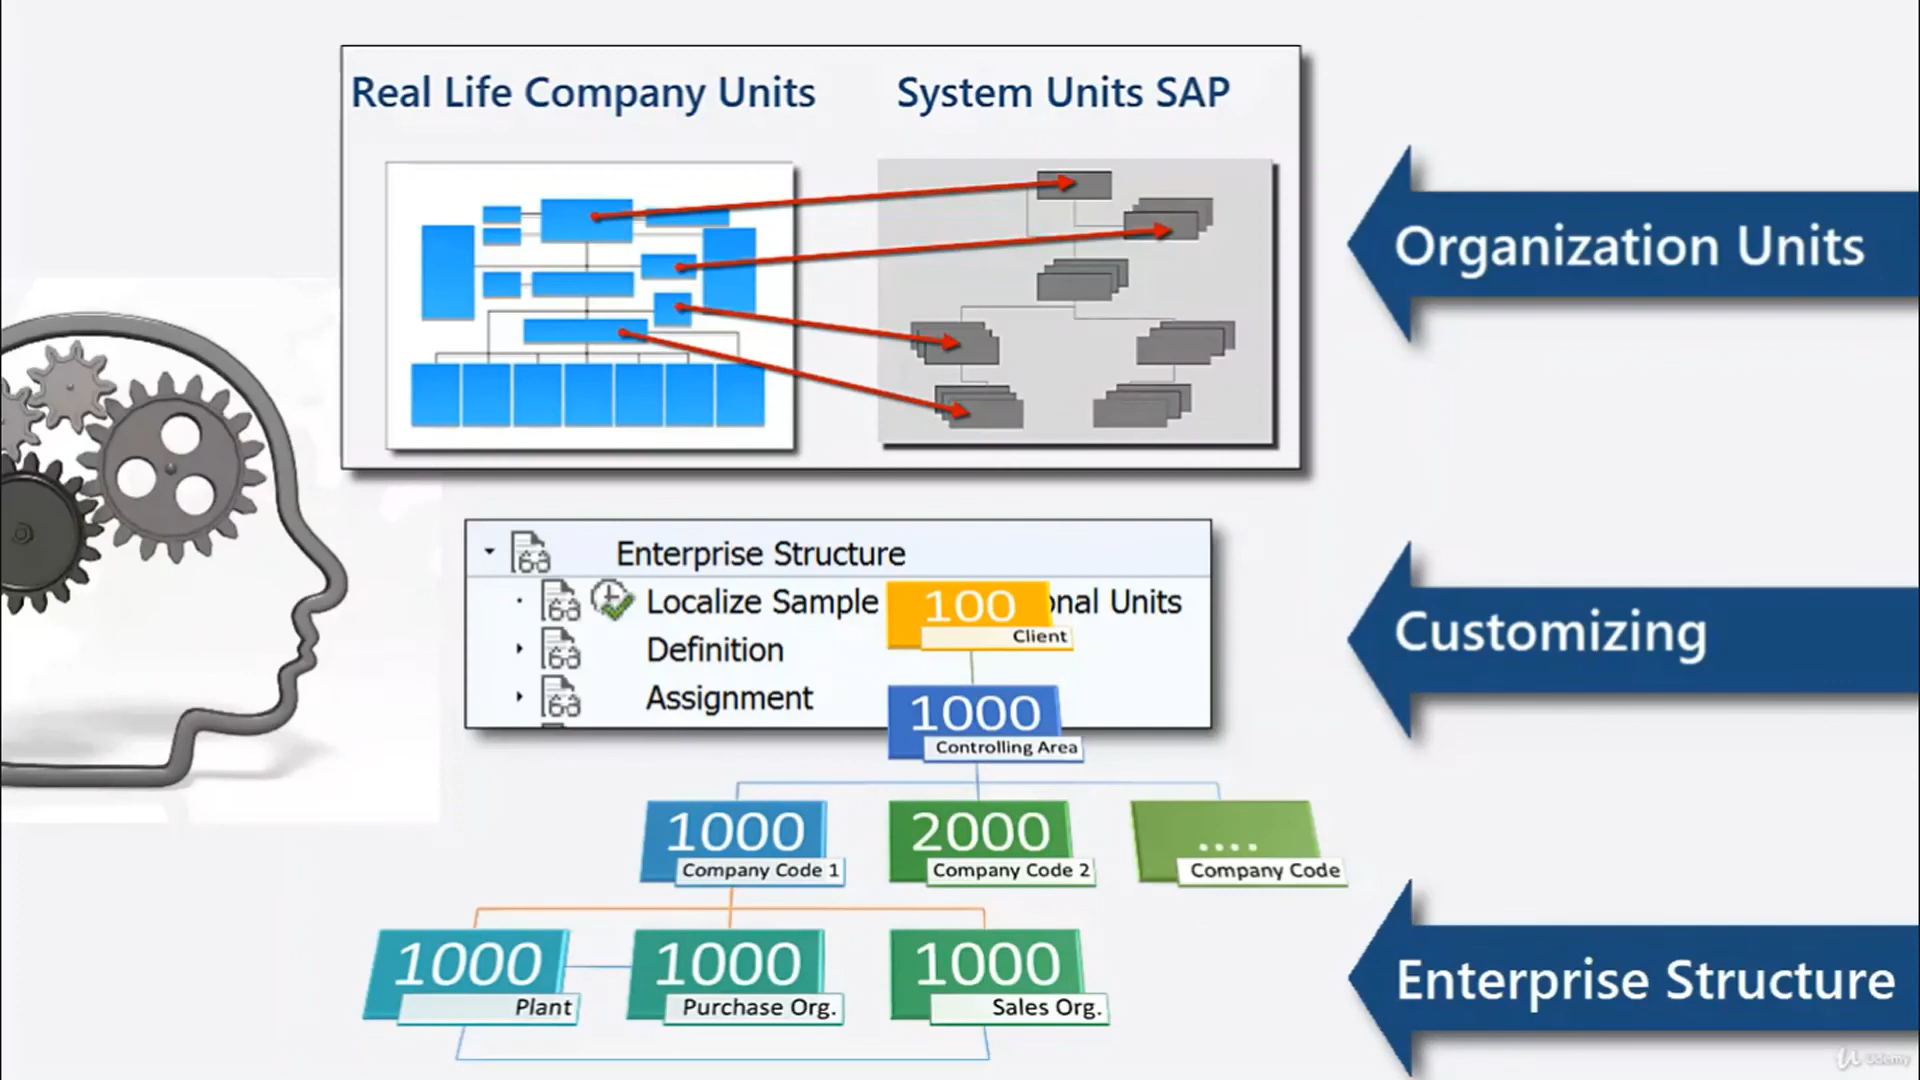 Real Life Company Units
System Units SAP
Organization Units
Enterprise Structure
Localize Sample
onal Units
Definition
Assignment
100
Client
1000
Controlling Area
Customizing
1000
Company Code 1
2000
Company Code 2
....
Company Code
1000
Plant
1000
Purchase Org.
1000
Sales Org.
Enterprise Structure
Udemy